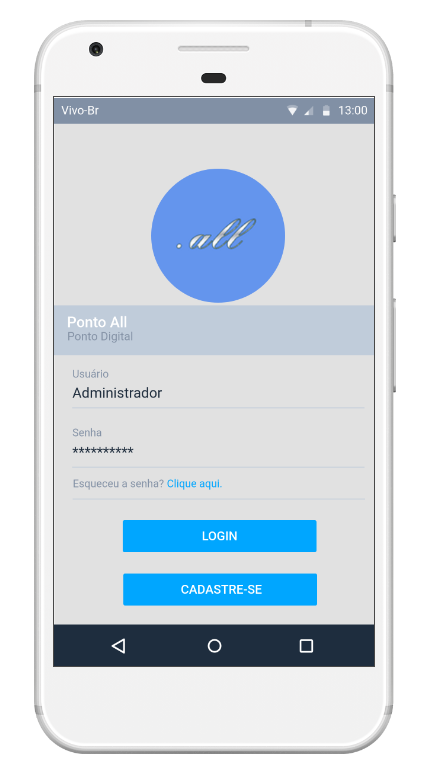 Vivo-Br 13:00
.all
Ponto All
Ponto Digital
Usuário
Administrador
Senha
**********
Esqueceu a senha? Clique aqui.
LOGIN
CADASTRE-SE